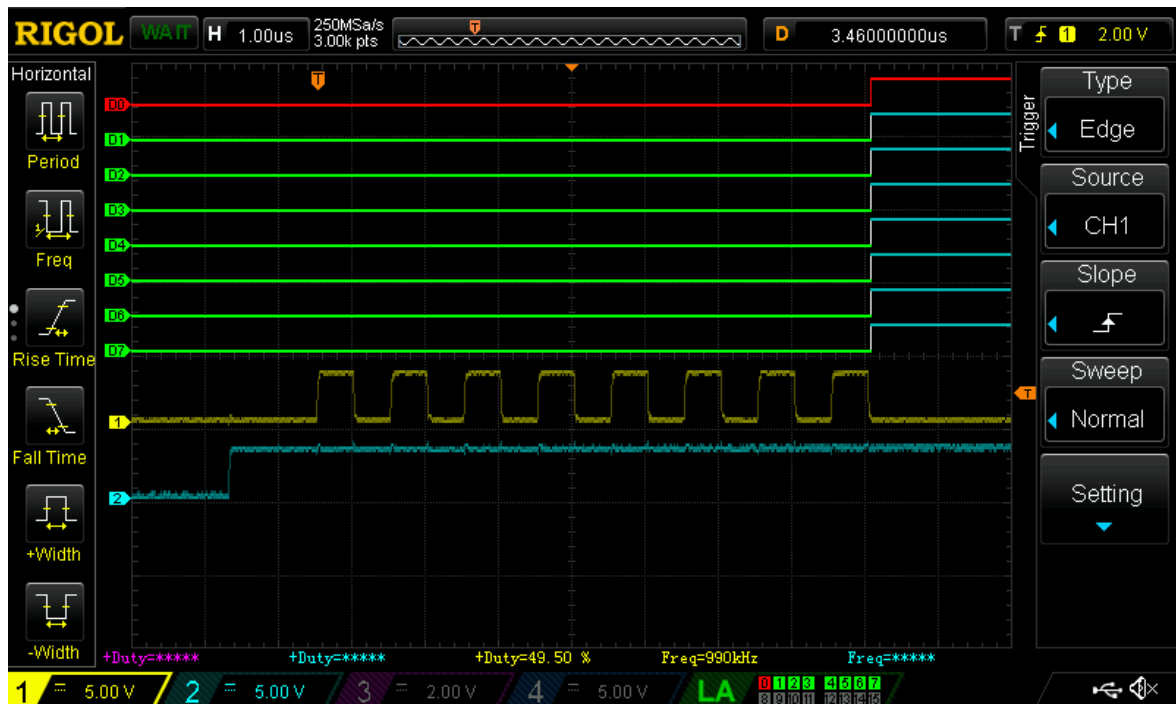 RIGOL WAIT H 1.00us 250MSa/s 3.00k pts T D 3.46000000us T 1 2.00 V
Horizontal
Period
Freq
Rise Time
Fall Time
+Width
-Width
T
D0
D1
D2
D3
D4
D5
D6
D7
1
2
T
Trigger
Type
Edge
Source
CH1
Slope
Sweep
Normal
Setting
+Duty=***** +Duty=***** +Duty=49.50 % Freq=990kHz Freq=*****
1 5.00 V 2 5.00 V 3 2.00 V 4 5.00 V LA 0 1 2 3 4 5 6 7
8 9 10 11 12 13 14 15